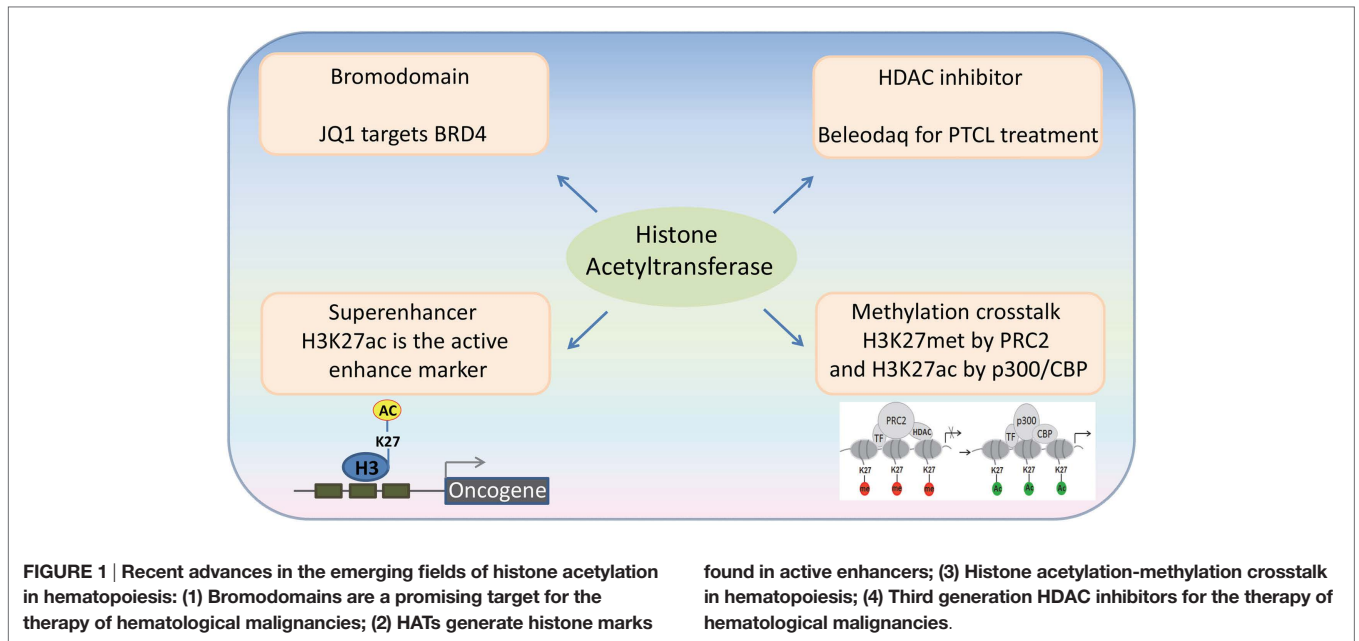 Bromodomain
JQ1 targets BRD4
HDAC inhibitor
Beleodaq for PTCL treatment
Histone
Acetyltransferase
Superenhancer
H3K27ac is the active
enhance marker
AC
K27
H3
Oncogene
Methylation crosstalk
H3K27met by PRC2
and H3K27ac by p300/CBP
PRC2
TF
HDAC
K27
K27
K27
me
me
me
p300
TF
CBP
K27
K27
K27
Ac
Ac
Ac
FIGURE 1 | Recent advances in the emerging fields of histone acetylation
in hematopoiesis: (1) Bromodomains are a promising target for the
therapy of hematological malignancies; (2) HATs generate histone marks
found in active enhancers; (3) Histone acetylation-methylation crosstalk
in hematopoiesis; (4) Third generation HDAC inhibitors for the therapy of
hematological malignancies.